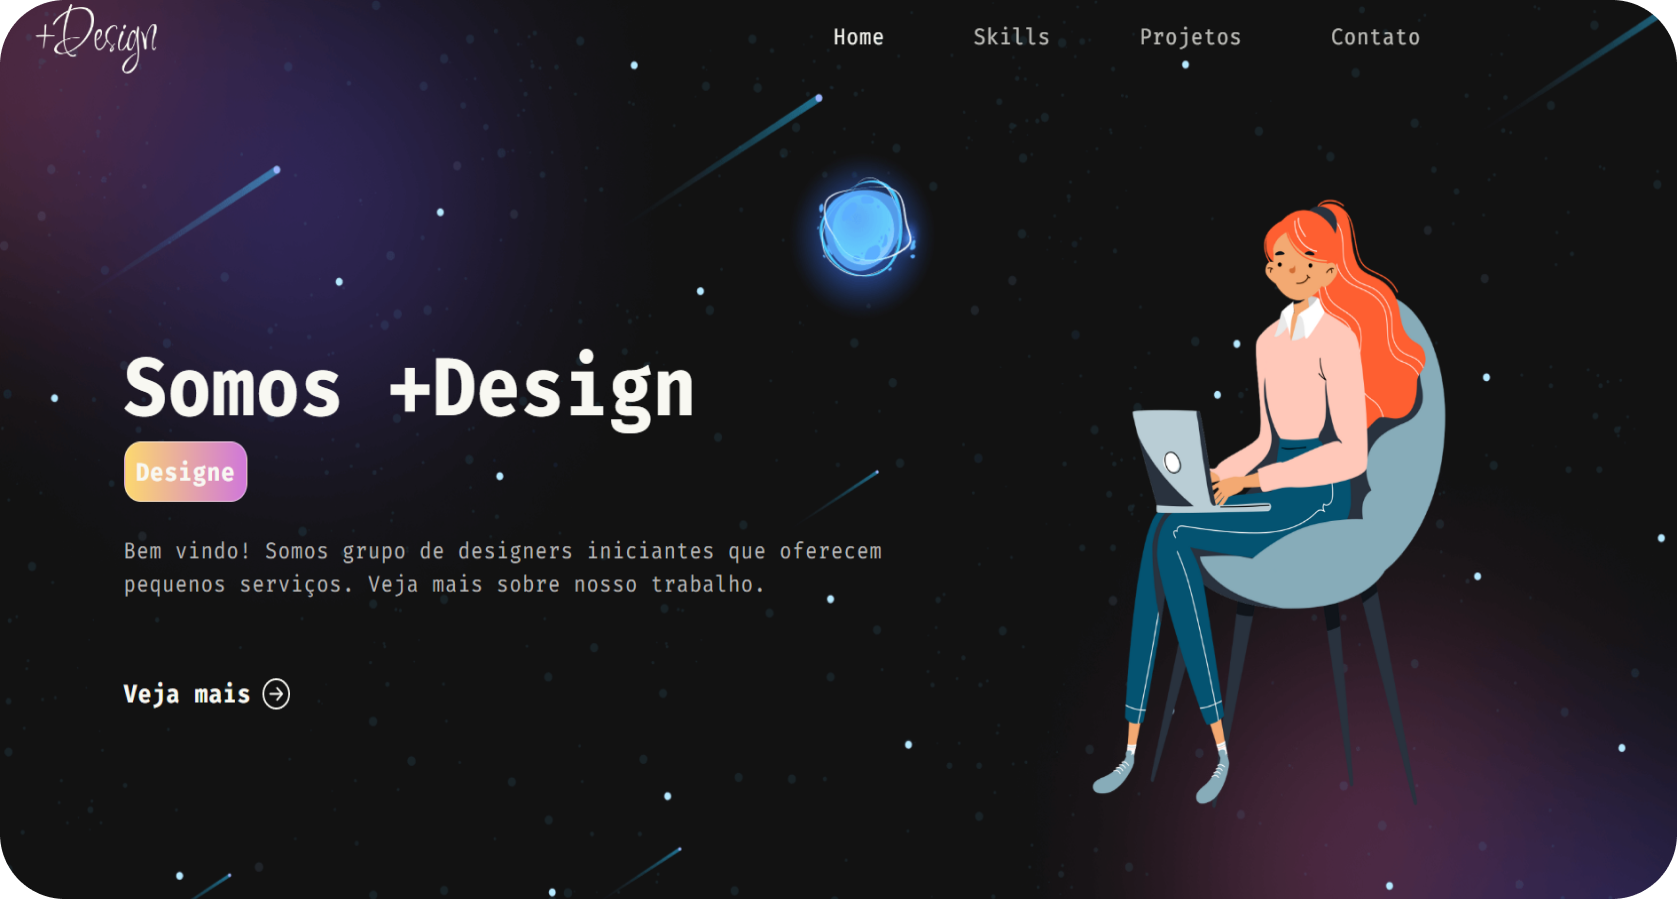 +Design
Home Skills Projetos Contato
Somos +Design
Designe
Bem vindo! Somos grupo de designers iniciantes que oferecem
pequenos serviços. Veja mais sobre nosso trabalho.
Veja mais